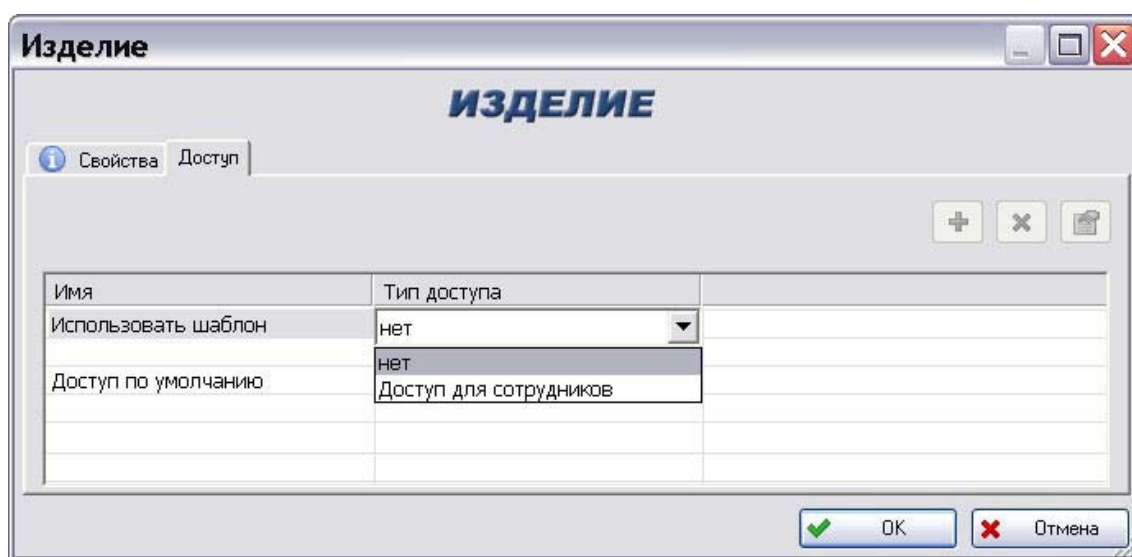 Изделие
ИЗДЕЛИЕ
Свойства Доступ
Имя Тип доступа
Использовать шаблон нет
нет
Доступ по умолчанию
Доступ для сотрудников
OK Отмена